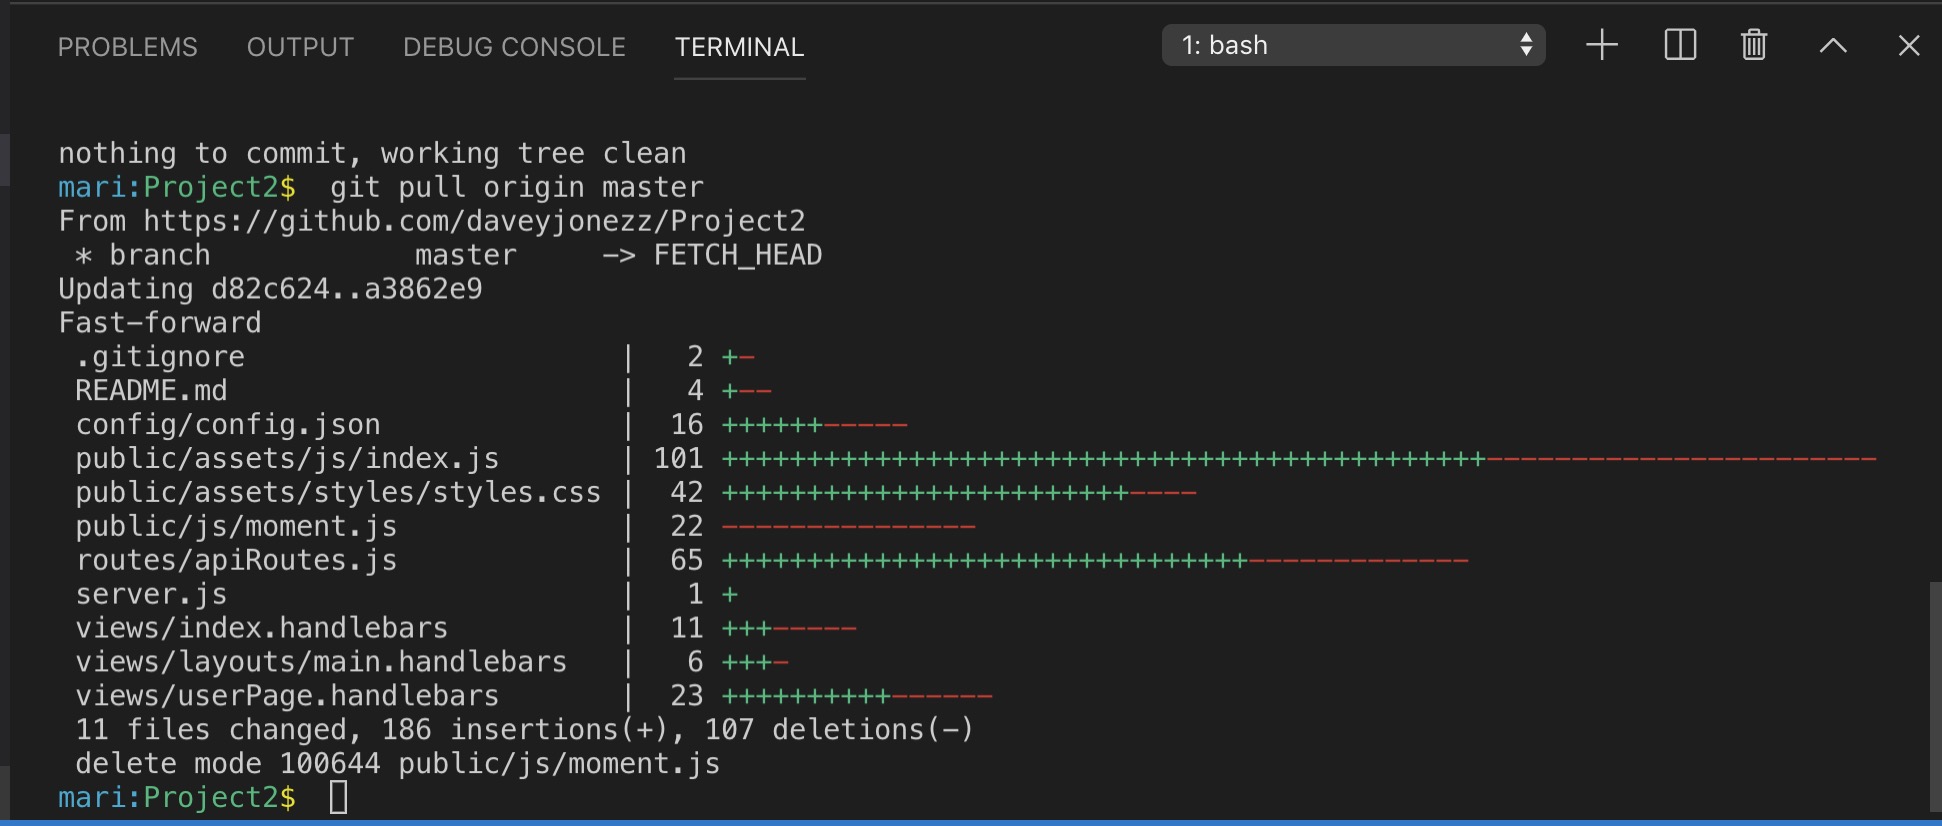 PROBLEMS OUTPUT DEBUG CONSOLE TERMINAL 1: bash
nothing to commit, working tree clean
mari:Project2$  git pull origin master
From https://github.com/daveyjonezz/Project2
 * branch            master     -> FETCH_HEAD
Updating d82c624..a3862e9
Fast-forward
 .gitignore                      |   2 +-
 README.md                       |   4 +--
 config/config.json              |  16 ++++++-----
 public/assets/js/index.js       | 101 +++++++++++++++++++++++++++++++++++++++++++++-----------------------
 public/assets/styles/styles.css |  42 ++++++++++++++++++++++++----
 public/js/moment.js             |  22 ---------------
 routes/apiRoutes.js             |  65 +++++++++++++++++++++++++++++++-------------
 server.js                       |   1 +
 views/index.handlebars          |  11 +++-----
 views/layouts/main.handlebars   |   6 +++-
 views/userPage.handlebars       |  23 ++++++++++------
 11 files changed, 186 insertions(+), 107 deletions(-)
 delete mode 100644 public/js/moment.js
mari:Project2$